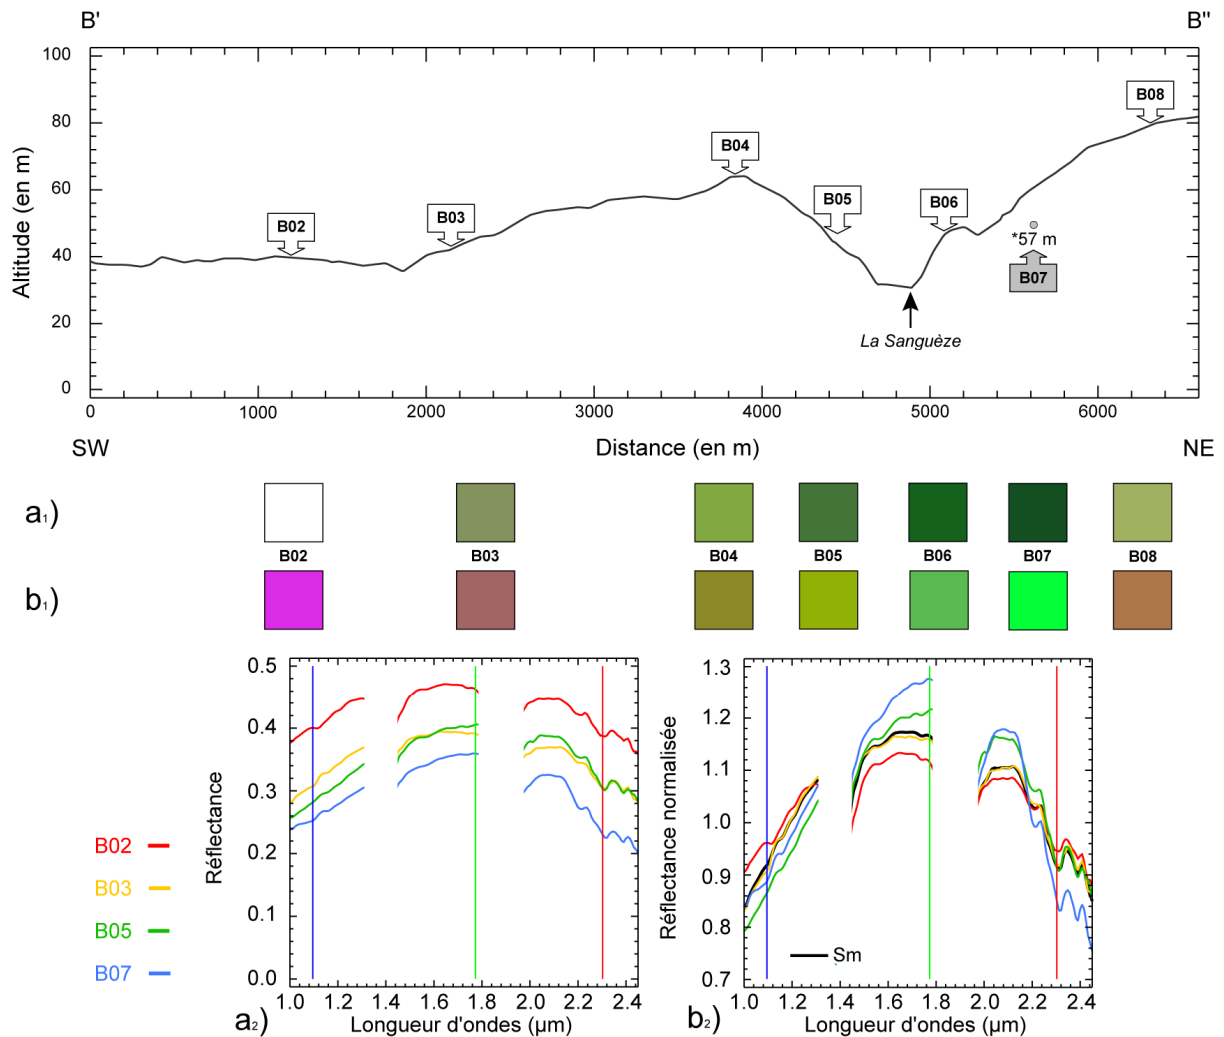 B' B"
Altitude (en m)
100
80
60
40
20
0
B02
B03
B04
B05
B06
B08
*57 m
B07
La Sanguèze
0 1000 2000 3000 4000 5000 6000
SW Distance (en m) NE
a1)
B02 B03 B04 B05 B06 B07 B08
b1)
Réflectance
0.5
0.4
0.3
0.2
0.1
0.0
1.0 1.2 1.4 1.6 1.8 2.0 2.2 2.4
a2) Longueur d'ondes (µm)
B02
B03
B05
B07
Réflectance normalisée
1.3
1.2
1.1
1.0
0.9
0.8
0.7
Sm
1.0 1.2 1.4 1.6 1.8 2.0 2.2 2.4
b2) Longueur d'ondes (µm)